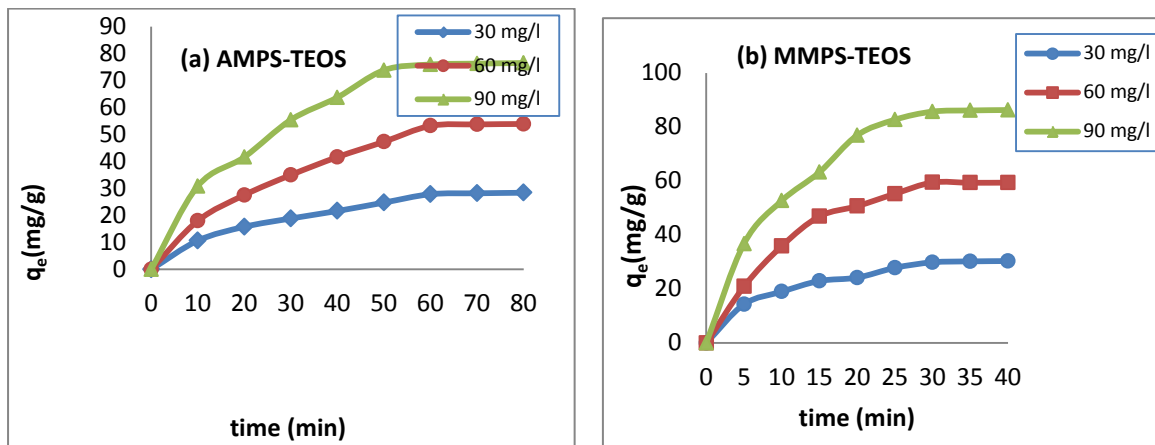 (a) AMPS-TEOS
30 mg/l
60 mg/l
90 mg/l
90
80
70
60
50
40
30
20
10
0
qe(mg/g)
0 10 20 30 40 50 60 70 80
time (min)
(b) MMPS-TEOS
30 mg/l
60 mg/l
90 mg/l
100
80
60
40
20
0
qe(mg/g)
0 5 10 15 20 25 30 35 40
time (min)